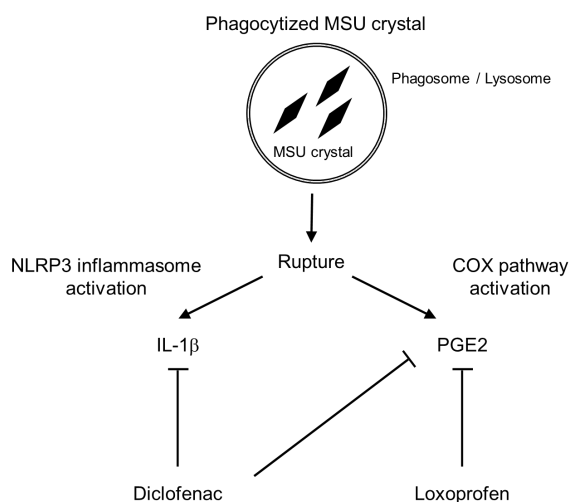 Phagocytized MSU crystal
Phagosome / Lysosome
MSU crystal
NLRP3 inflammasome
activation
Rupture
COX pathway
activation
IL-1β
PGE2
Diclofenac
Loxoprofen